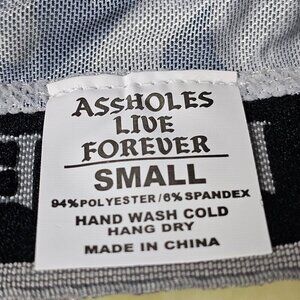 ASSHOLES
LIVE
FOREVER
SMALL
94%POLYESTER/6%SPANDEX
HAND WASH COLD
HANG DRY
MADE IN CHINA